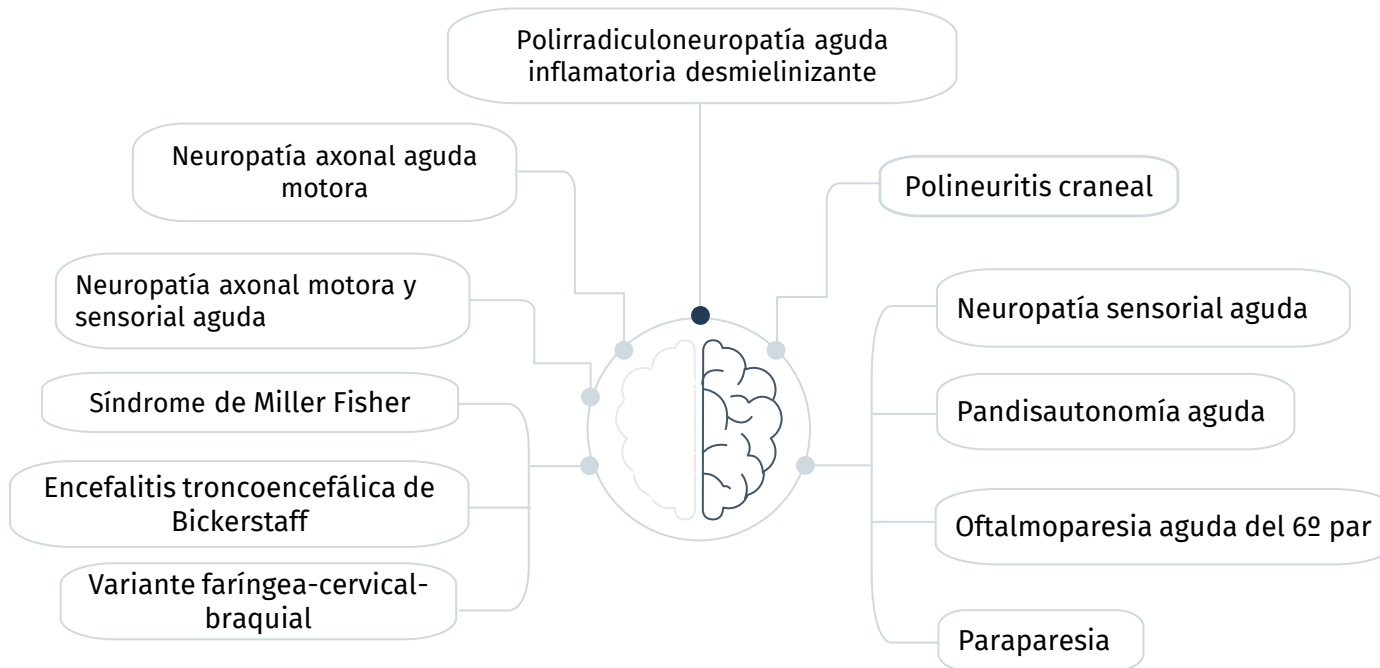 Polirradiculoneuropatía aguda
inflamatoria desmielinizante
Neuropatía axonal aguda
motora
Neuropatía axonal motora y
sensorial aguda
Síndrome de Miller Fisher
Encefalitis troncoencefálica de
Bickerstaff
Variante faríngea-cervical-
braquial
Polineuritis craneal
Neuropatía sensorial aguda
Pandisautonomía aguda
Oftalmoparesia aguda del 6º par
Paraparesia